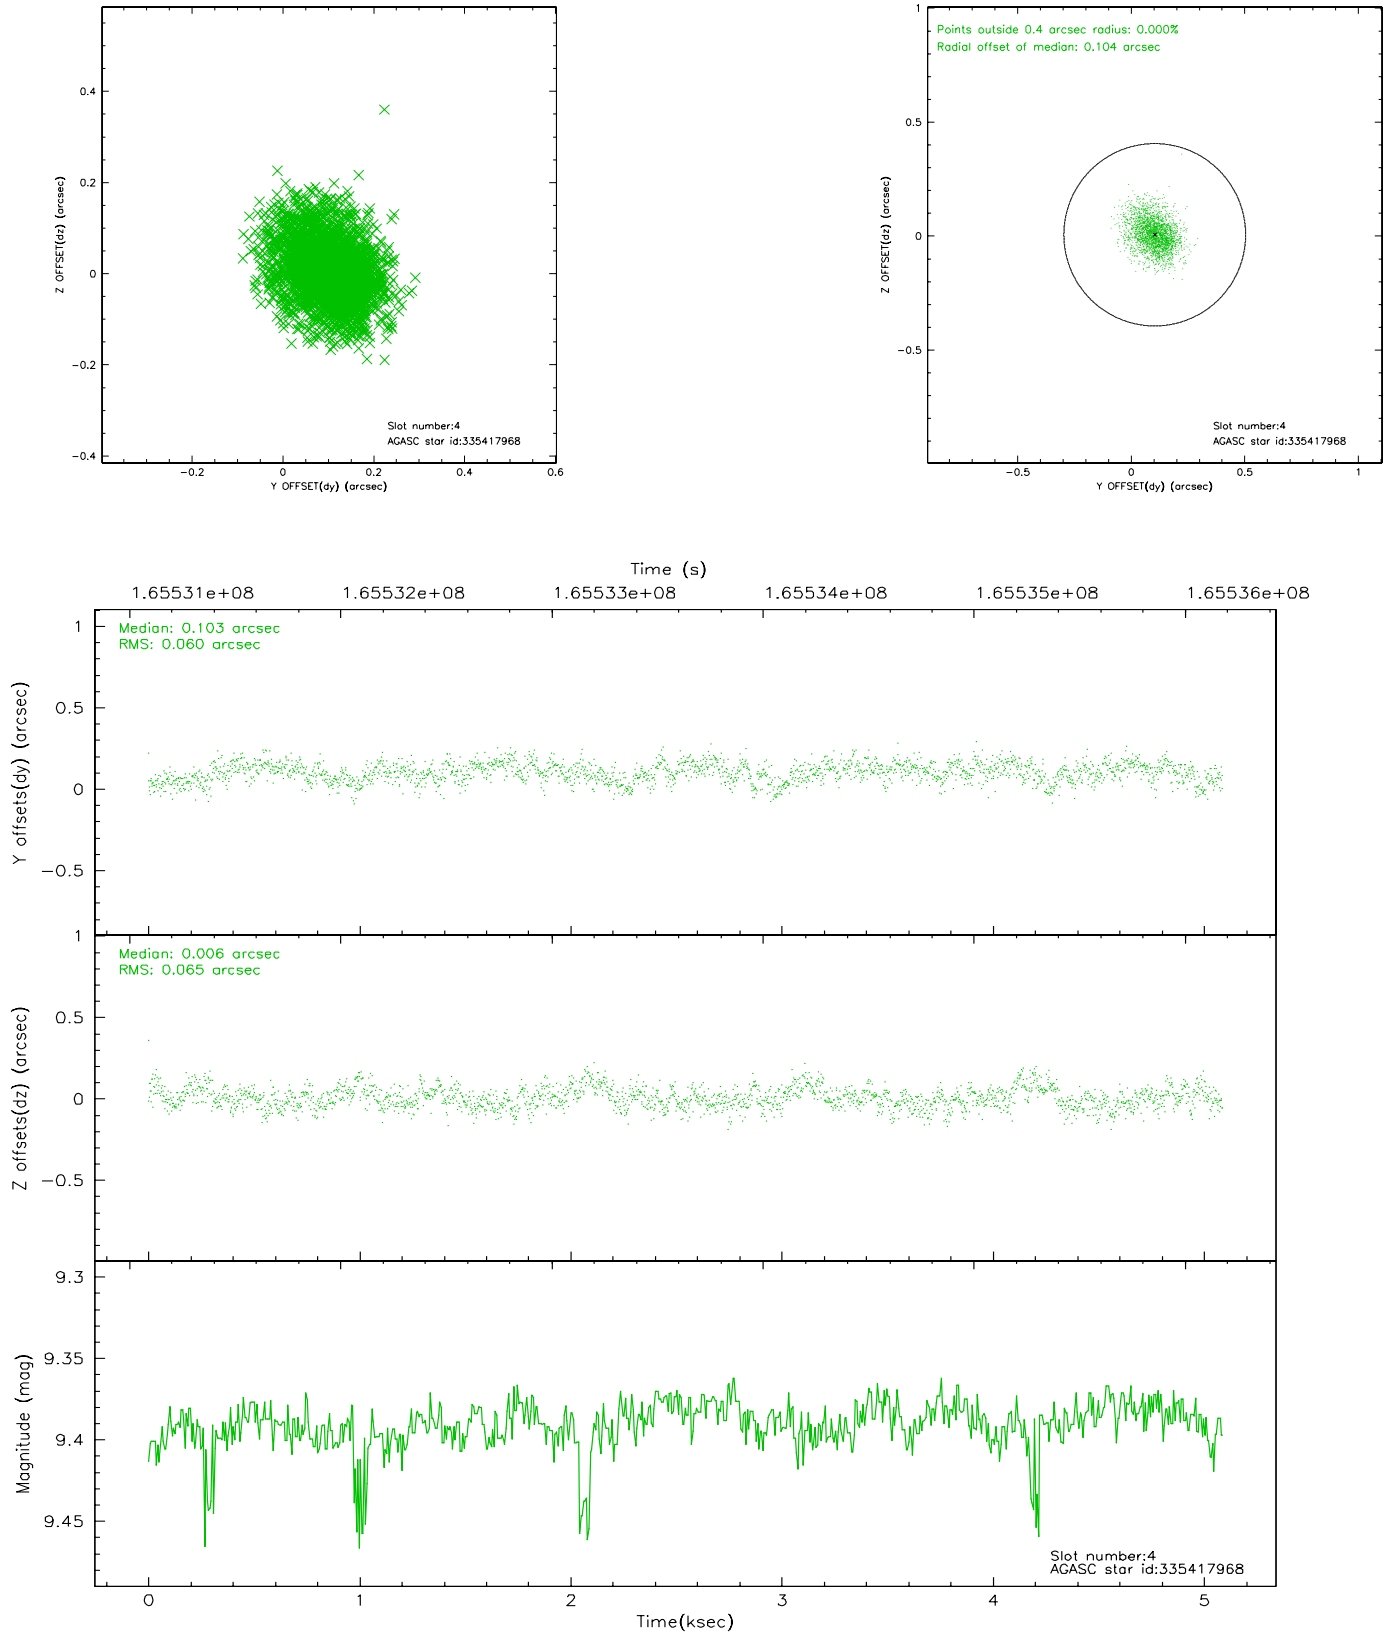 0.4
0.2
0
−0.2
−0.4
Z OFFSET(dz) (arcsec)
Slot number:4
AGASC star id:335417968
−0.2 0 0.2 0.4 0.6
Y OFFSET(dy) (arcsec)
Points outside 0.4 arcsec radius: 0.000%
Radial offset of median: 0.104 arcsec
1
0.5
0
−0.5
Z OFFSET(dz) (arcsec)
Slot number:4
AGASC star id:335417968
−0.5 0 0.5 1
Y OFFSET(dy) (arcsec)
Time (s)
1.65531e+08 1.65532e+08 1.65533e+08 1.65534e+08 1.65535e+08 1.65536e+08
Median: 0.103 arcsec
RMS: 0.060 arcsec
1
0.5
0
−0.5
Y offsets(dy) (arcsec)
Median: 0.006 arcsec
RMS: 0.065 arcsec
1
0.5
0
−0.5
Z offsets(dz) (arcsec)
9.3
9.35
9.4
9.45
Magnitude (mag)
Slot number:4
AGASC star id:335417968
0 1 2 3 4 5
Time(ksec)